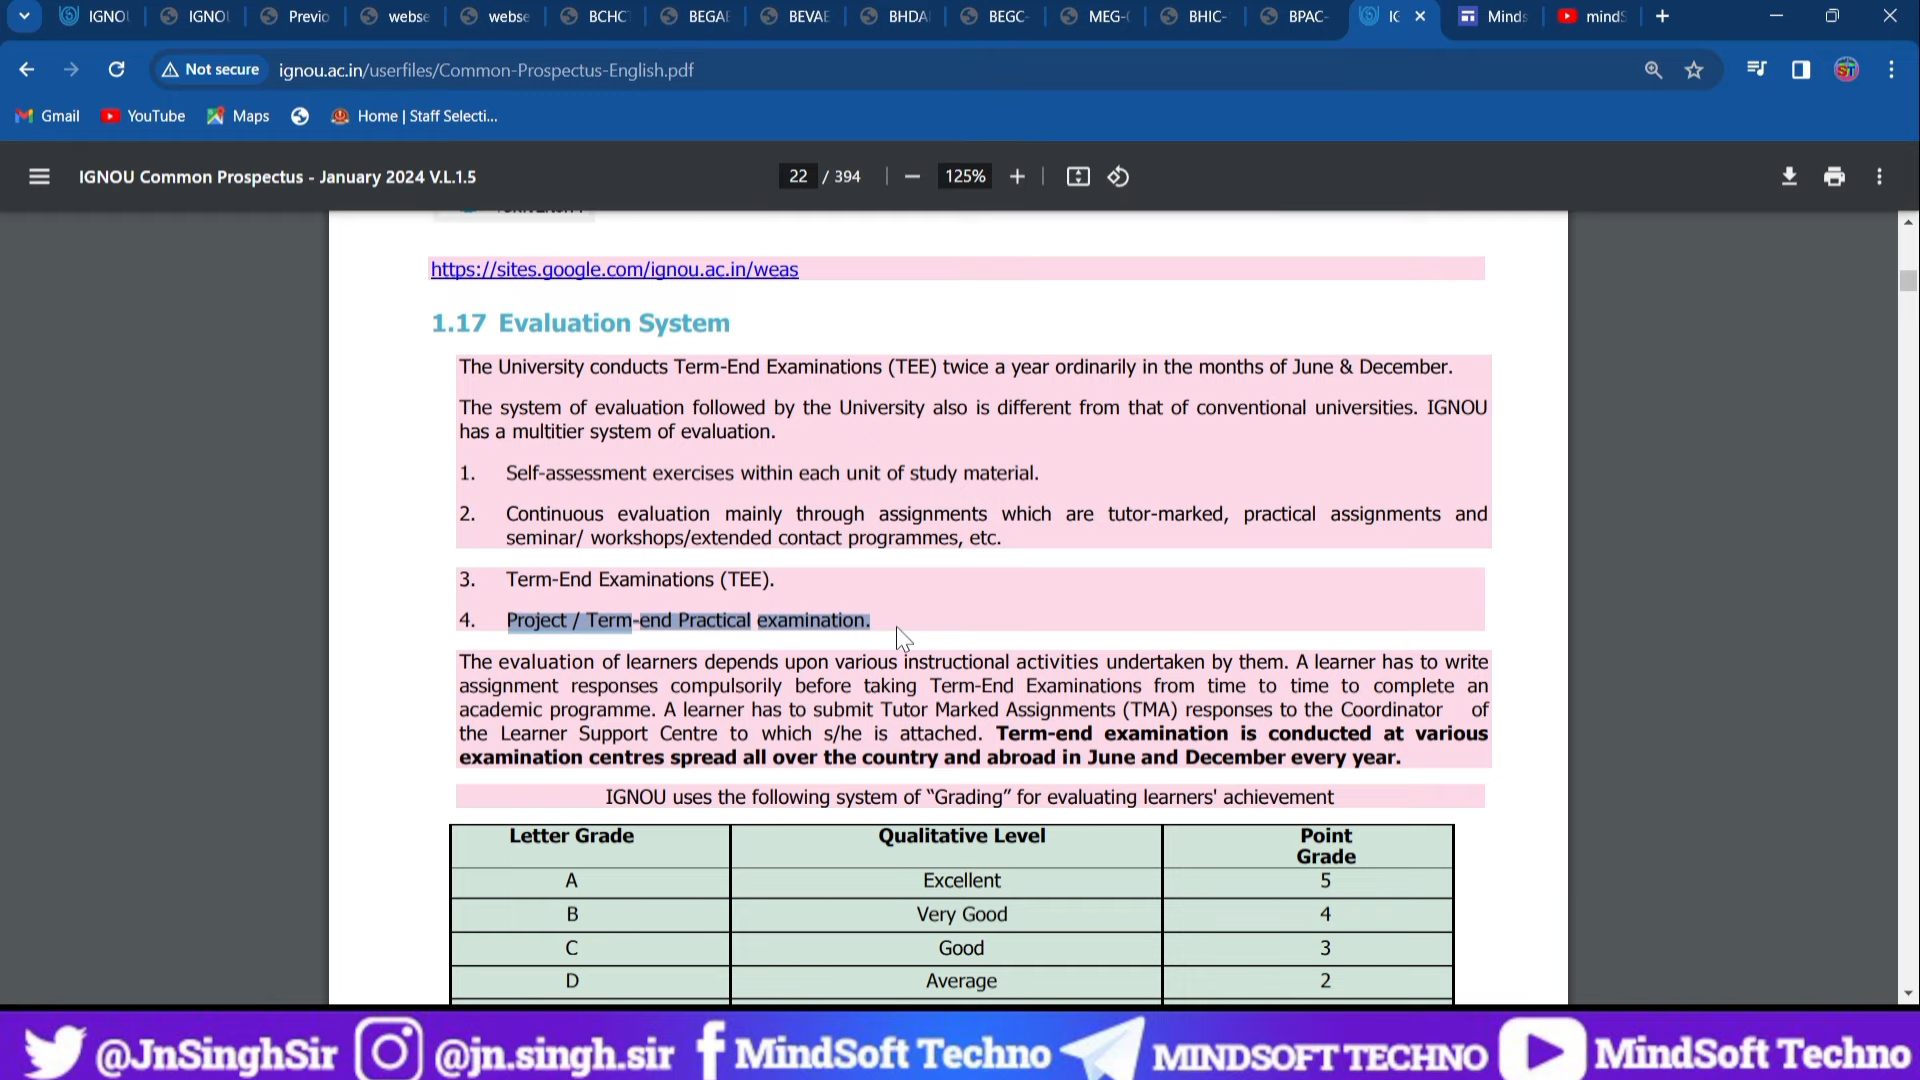 IGNOU
IGNOU
Previo
webse
webse
BCHC
BEGAE
BEVAE
BHDA
BEGC-
MEG-(
BHIC-
BPAC-
IC
Minds
mindS
Not secure
ignou.ac.in/userfiles/Common-Prospectus-English.pdf
ST
Gmail
YouTube
Maps
Home | Staff Selecti...
IGNOU Common Prospectus - January 2024 V.L.1.5
22 / 394
125%
https://sites.google.com/ignou.ac.in/weas
1.17 Evaluation System
The University conducts Term-End Examinations (TEE) twice a year ordinarily in the months of June & December.
The system of evaluation followed by the University also is different from that of conventional universities. IGNOU
has a multitier system of evaluation.
1. Self-assessment exercises within each unit of study material.
2. Continuous evaluation mainly through assignments which are tutor-marked, practical assignments and
seminar/ workshops/extended contact programmes, etc.
3. Term-End Examinations (TEE).
4. Project / Term-end Practical examination.
The evaluation of learners depends upon various instructional activities undertaken by them. A learner has to write
assignment responses compulsorily before taking Term-End Examinations from time to time to complete an
academic programme. A learner has to submit Tutor Marked Assignments (TMA) responses to the Coordinator of
the Learner Support Centre to which s/he is attached. Term-end examination is conducted at various
examination centres spread all over the country and abroad in June and December every year.
IGNOU uses the following system of “Grading” for evaluating learners' achievement
Letter Grade Qualitative Level Point
Grade
A Excellent 5
B Very Good 4
C Good 3
D Average 2
@JnSinghSir @jn.singh.sir MindSoft Techno MINDSOFT TECHNO MindSoft Techno